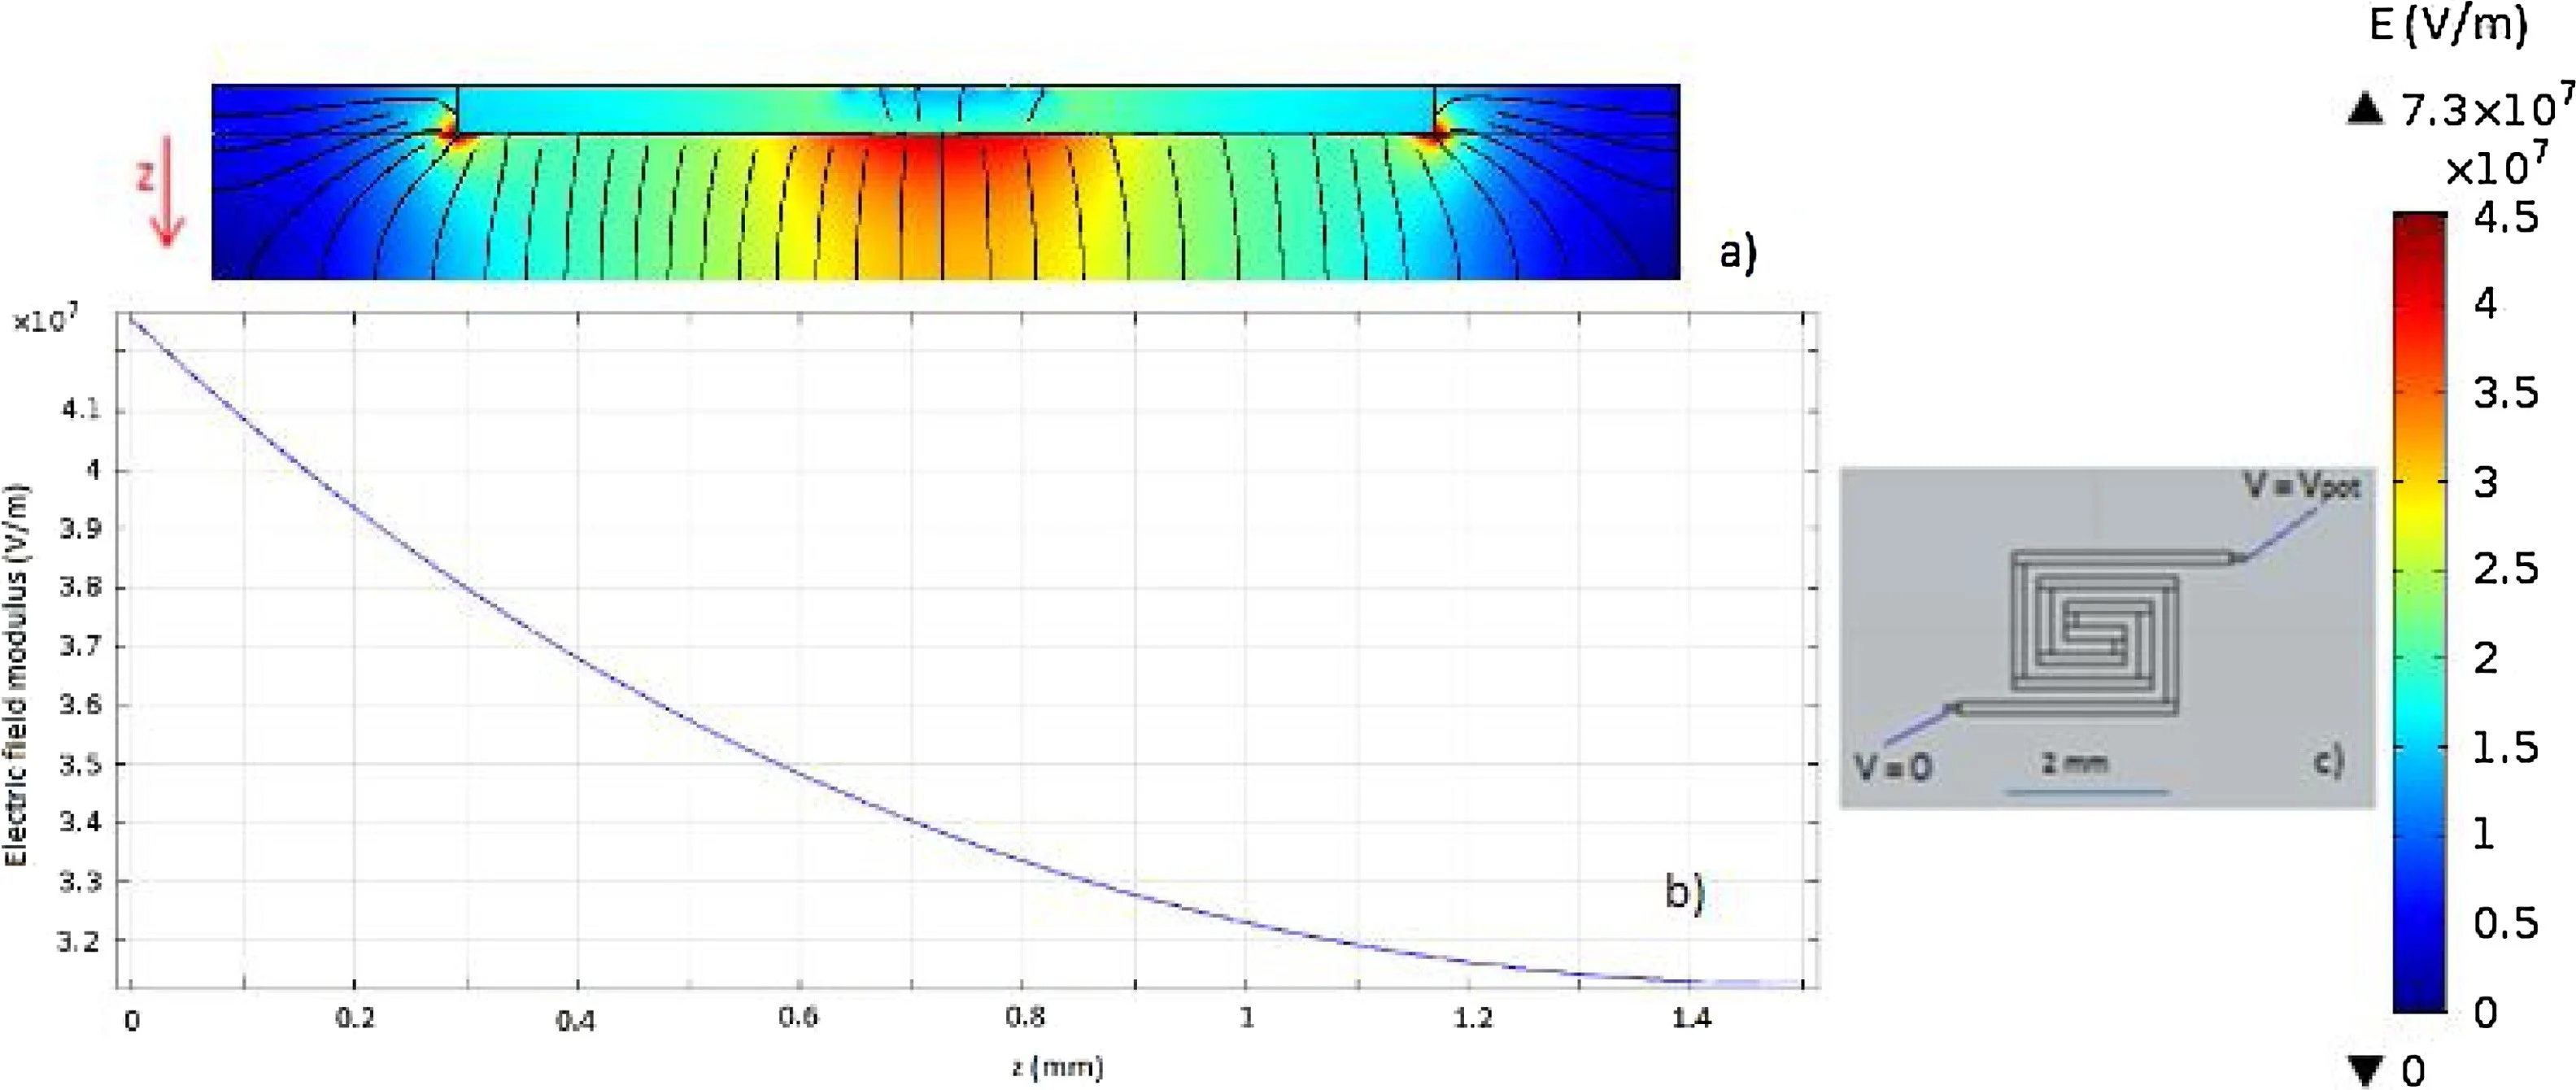 E (V/m)
▲ 7.3×10⁷
×10⁷
4.5
4
3.5
3
2.5
2
1.5
1
0.5
0
▼ 0
z
a)
×10⁷
4.1
4
3.9
3.8
3.7
3.6
3.5
3.4
3.3
3.2
Electric field modulus (V/m)
b)
0 0.2 0.4 0.6 0.8 1 1.2 1.4
z (mm)
V = Vpot
V = 0
2 mm
c)